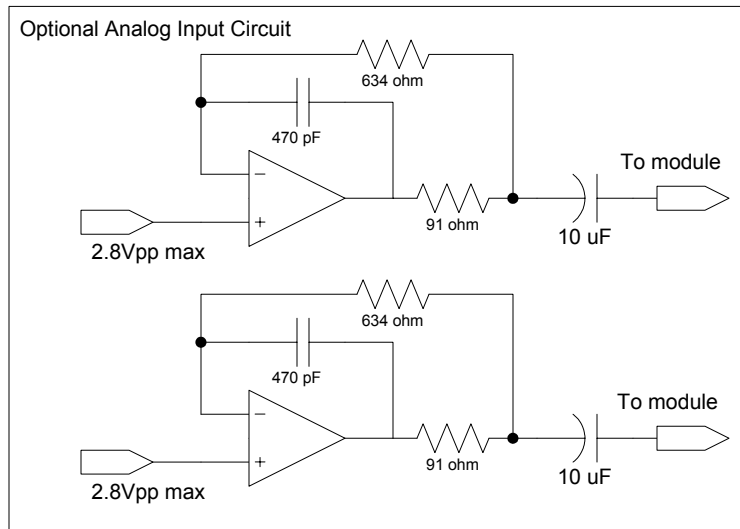 Optional Analog Input Circuit
634 ohm
470 pF
−
+
2.8Vpp max
91 ohm
10 uF
To module
634 ohm
470 pF
−
+
2.8Vpp max
91 ohm
10 uF
To module